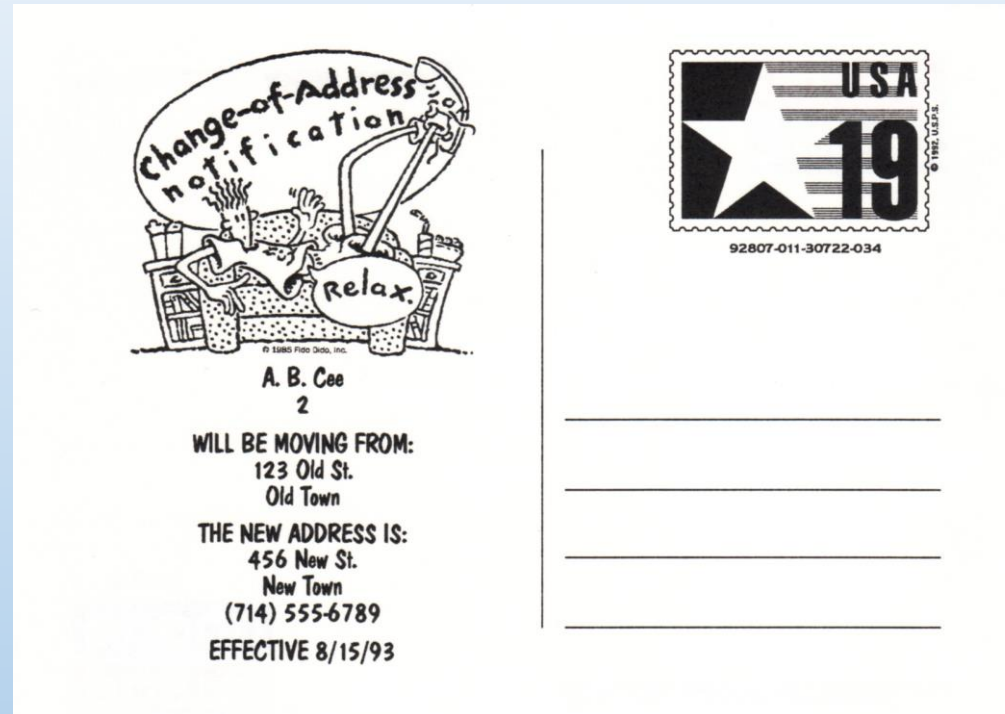 Change-of-Address
notification
Relax.
© 1985 Fido Dido, Inc.
A. B. Cee
2
WILL BE MOVING FROM:
123 Old St.
Old Town
THE NEW ADDRESS IS:
456 New St.
New Town
(714) 555-6789
EFFECTIVE 8/15/93
USA
19
© 1992, U.S.P.S.
92807-011-30722-034